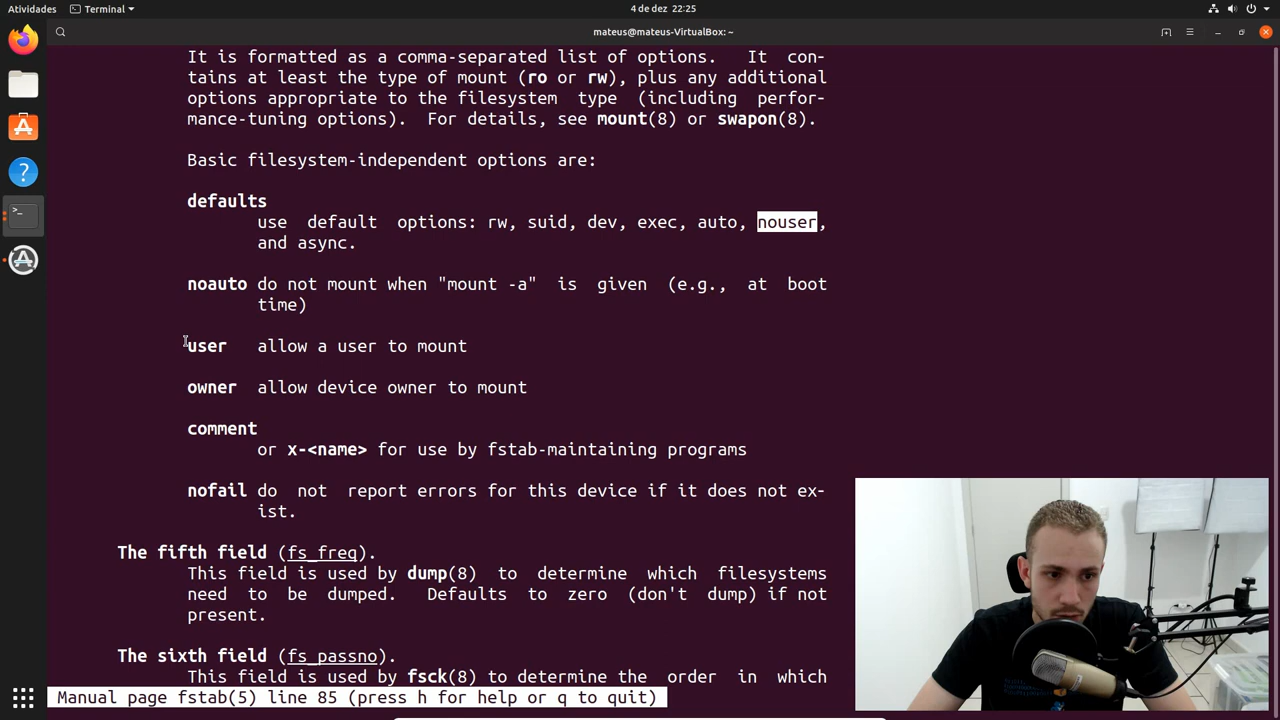 Atividades
Terminal
4 de dez 22:25
mateus@mateus-VirtualBox: ~
It is formatted as a comma-separated list of options. It con-
tains at least the type of mount (ro or rw), plus any additional
options appropriate to the filesystem type (including perfor-
mance-tuning options). For details, see mount(8) or swapon(8).
Basic filesystem-independent options are:
defaults
use default options: rw, suid, dev, exec, auto, nouser,
and async.
noauto do not mount when "mount -a" is given (e.g., at boot
time)
user allow a user to mount
owner allow device owner to mount
comment
or x-<name> for use by fstab-maintaining programs
nofail do not report errors for this device if it does not ex-
ist.
The fifth field (fs_freq).
This field is used by dump(8) to determine which filesystems
need to be dumped. Defaults to zero (don't dump) if not
present.
The sixth field (fs_passno).
This field is used by fsck(8) to determine the order in which
Manual page fstab(5) line 85 (press h for help or q to quit)